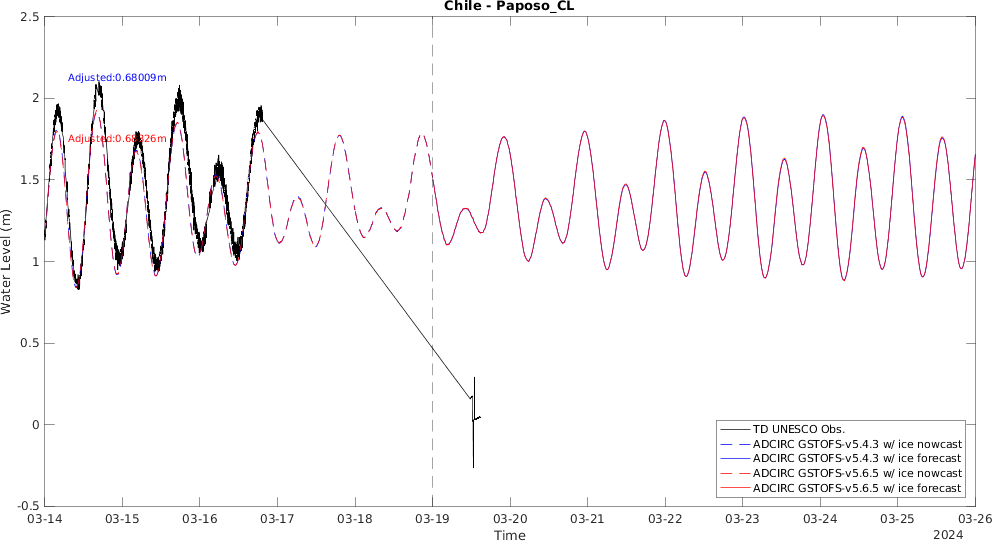 Chile - Paposo_CL
2.5
2
1.5
1
0.5
0
-0.5
Water Level (m)
Adjusted:0.68009m
TD UNESCO Obs.
ADCIRC GSTOFS-v5.4.3 w/ ice nowcast
ADCIRC GSTOFS-v5.4.3 w/ ice forecast
ADCIRC GSTOFS-v5.6.5 w/ ice nowcast
ADCIRC GSTOFS-v5.6.5 w/ ice forecast
03-14 03-15 03-16 03-17 03-18 03-19 03-20 03-21 03-22 03-23 03-24 03-25 03-26
Time
2024